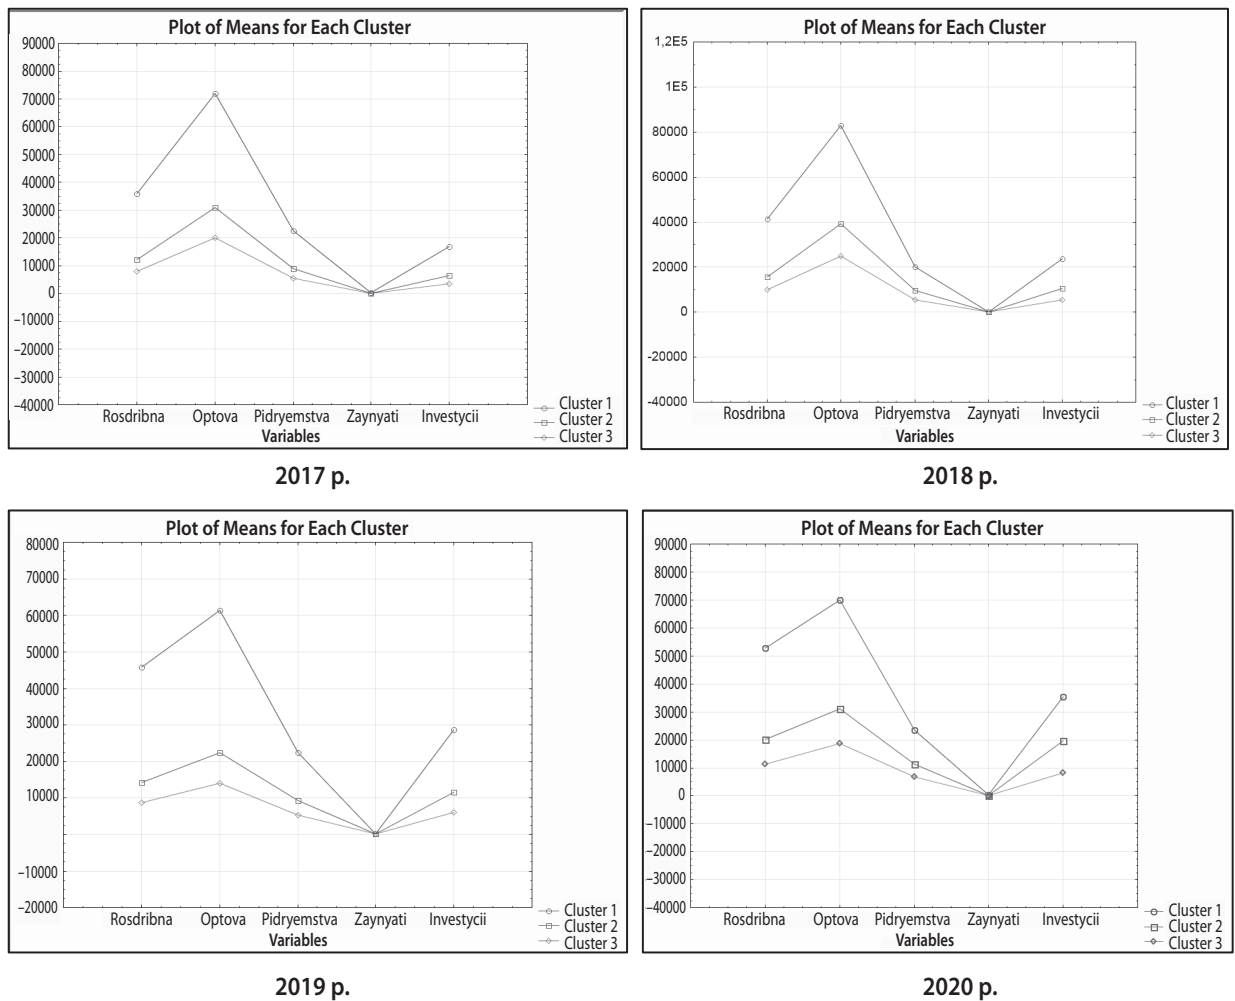 Plot of Means for Each Cluster
90000
80000
70000
60000
50000
40000
30000
20000
10000
0
–10000
–20000
–30000
–40000
Rosdribna Optova Pidryemstva Zaynyati Investycii
Variables
Cluster 1
Cluster 2
Cluster 3
2017 р.
Plot of Means for Each Cluster
1,2E5
1E5
80000
60000
40000
20000
0
-20000
-40000
Rosdribna Optova Pidryemstva Zaynyati Investycii
Variables
Cluster 1
Cluster 2
Cluster 3
2018 р.
Plot of Means for Each Cluster
80000
70000
60000
50000
40000
30000
20000
10000
–10000
–20000
Rosdribna Optova Pidryemstva Zaynyati Investycii
Variables
Cluster 1
Cluster 2
Cluster 3
2019 р.
Plot of Means for Each Cluster
90000
80000
70000
60000
50000
40000
30000
20000
10000
0
–10000
–20000
–30000
–40000
Rosdribna Optova Pidryemstva Zaynyati Investycii
Variables
Cluster 1
Cluster 2
Cluster 3
2020 р.